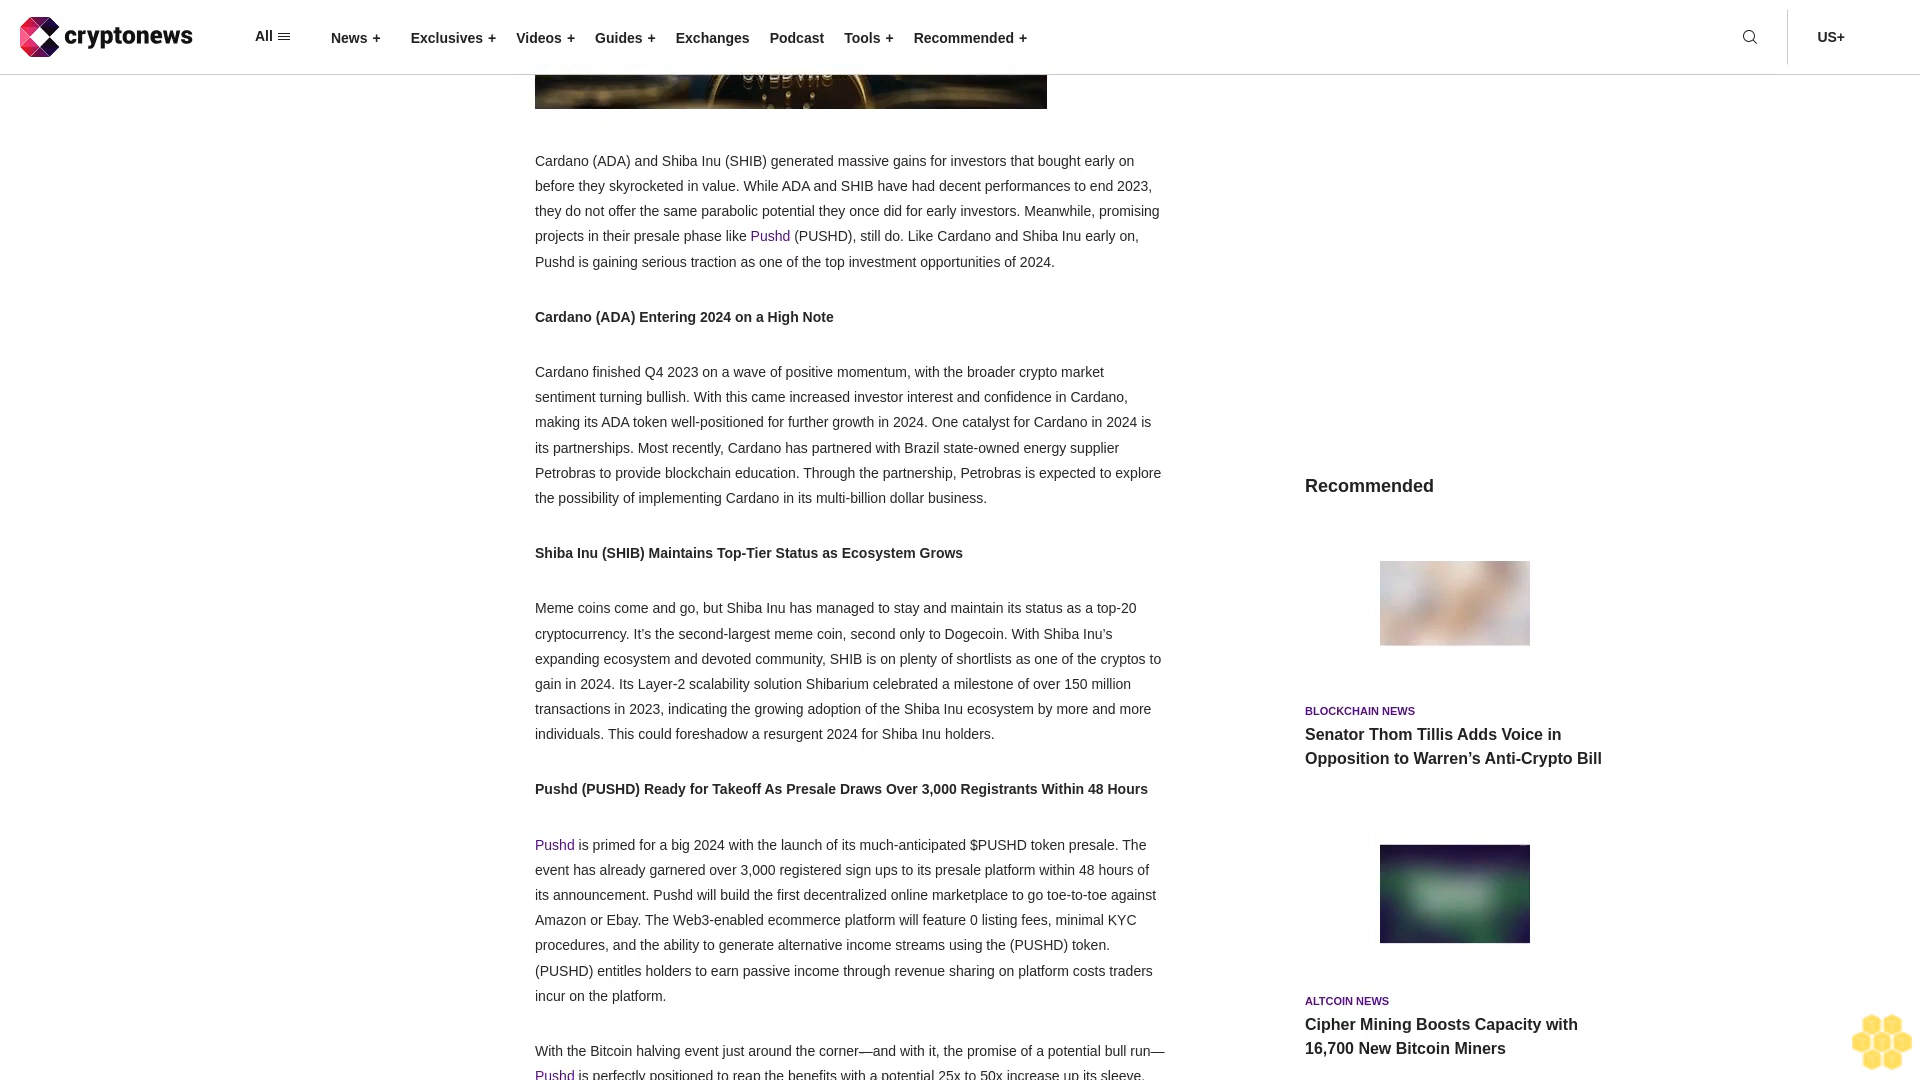 cryptonews
All
News +
Exclusives +
Videos +
Guides +
Exchanges
Podcast
Tools +
Recommended +
US+
Cardano (ADA) and Shiba Inu (SHIB) generated massive gains for investors that bought early on
before they skyrocketed in value. While ADA and SHIB have had decent performances to end 2023,
they do not offer the same parabolic potential they once did for early investors. Meanwhile, promising
projects in their presale phase like Pushd (PUSHD), still do. Like Cardano and Shiba Inu early on,
Pushd is gaining serious traction as one of the top investment opportunities of 2024.
Cardano (ADA) Entering 2024 on a High Note
Cardano finished Q4 2023 on a wave of positive momentum, with the broader crypto market
sentiment turning bullish. With this came increased investor interest and confidence in Cardano,
making its ADA token well-positioned for further growth in 2024. One catalyst for Cardano in 2024 is
its partnerships. Most recently, Cardano has partnered with Brazil state-owned energy supplier
Petrobras to provide blockchain education. Through the partnership, Petrobras is expected to explore
the possibility of implementing Cardano in its multi-billion dollar business.
Shiba Inu (SHIB) Maintains Top-Tier Status as Ecosystem Grows
Meme coins come and go, but Shiba Inu has managed to stay and maintain its status as a top-20
cryptocurrency. It’s the second-largest meme coin, second only to Dogecoin. With Shiba Inu’s
expanding ecosystem and devoted community, SHIB is on plenty of shortlists as one of the cryptos to
gain in 2024. Its Layer-2 scalability solution Shibarium celebrated a milestone of over 150 million
transactions in 2023, indicating the growing adoption of the Shiba Inu ecosystem by more and more
individuals. This could foreshadow a resurgent 2024 for Shiba Inu holders.
Pushd (PUSHD) Ready for Takeoff As Presale Draws Over 3,000 Registrants Within 48 Hours
Pushd is primed for a big 2024 with the launch of its much-anticipated $PUSHD token presale. The
event has already garnered over 3,000 registered sign ups to its presale platform within 48 hours of
its announcement. Pushd will build the first decentralized online marketplace to go toe-to-toe against
Amazon or Ebay. The Web3-enabled ecommerce platform will feature 0 listing fees, minimal KYC
procedures, and the ability to generate alternative income streams using the (PUSHD) token.
(PUSHD) entitles holders to earn passive income through revenue sharing on platform costs traders
incur on the platform.
With the Bitcoin halving event just around the corner—and with it, the promise of a potential bull run—
Pushd is perfectly positioned to reap the benefits with a potential 25x to 50x increase up its sleeve.
Recommended
BLOCKCHAIN NEWS
Senator Thom Tillis Adds Voice in
Opposition to Warren’s Anti-Crypto Bill
ALTCOIN NEWS
Cipher Mining Boosts Capacity with
16,700 New Bitcoin Miners